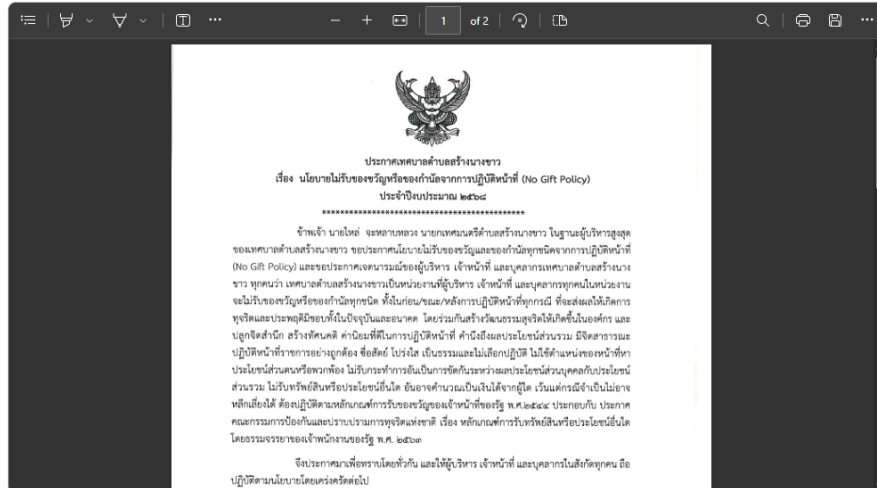 1 of 2
ประกาศเทศบาลตำบลสร้างนางขาว
เรื่อง นโยบายไม่รับของขวัญหรือของกำนัลจากการปฏิบัติหน้าที่ (No Gift Policy)
ประจำปีงบประมาณ ๒๕๖๘
*********************************************
ข้าพเจ้า นายไหล่ จะหลาบหลวง นายกเทศมนตรีตำบลสร้างนางขาว ในฐานะผู้บริหารสูงสุด
ของเทศบาลตำบลสร้างนางขาว ขอประกาศนโยบายไม่รับของขวัญและของกำนัลทุกชนิดจากการปฏิบัติหน้าที่
(No Gift Policy) และขอประกาศเจตนารมณ์ของผู้บริหาร เจ้าหน้าที่ และบุคลากรเทศบาลตำบลสร้างนาง
ขาว ทุกคนว่า เทศบาลตำบลสร้างนางขาวเป็นหน่วยงานที่ผู้บริหาร เจ้าหน้าที่ และบุคลากรทุกคนในหน่วยงาน
จะไม่รับของขวัญหรือของกำนัลทุกชนิด ทั้งในก่อน/ขณะ/หลังการปฏิบัติหน้าที่ทุกกรณี ที่จะส่งผลให้เกิดการ
ทุจริตและประพฤติมิชอบทั้งในปัจจุบันและอนาคต โดยร่วมกันสร้างวัฒนธรรมสุจริตให้เกิดขึ้นในองค์กร และ
ปลูกจิตสำนึก สร้างทัศนคติ ค่านิยมที่ดีในการปฏิบัติหน้าที่ คำนึงถึงผลประโยชน์ส่วนรวม มีจิตสาธารณะ
ปฏิบัติหน้าที่ราชการอย่างถูกต้อง ซื่อสัตย์ โปร่งใส เป็นธรรมและไม่เลือกปฏิบัติ ไม่ใช้ตำแหน่งของหน้าที่หา
ประโยชน์ส่วนตนหรือพวกพ้อง ไม่รับกระทำการอันเป็นการขัดกันระหว่างผลประโยชน์ส่วนบุคคลกับประโยชน์
ส่วนรวม ไม่รับทรัพย์สินหรือประโยชน์อื่นใด อันอาจคำนวณเป็นเงินได้จากผู้ใด เว้นแต่กรณีจำเป็นไม่อาจ
หลีกเลี่ยงได้ ต้องปฏิบัติตามหลักเกณฑ์การรับของขวัญของเจ้าหน้าที่ของรัฐ พ.ศ.๒๕๔๔ ประกอบกับ ประกาศ
คณะกรรมการป้องกันและปราบปรามการทุจริตแห่งชาติ เรื่อง หลักเกณฑ์การรับทรัพย์สินหรือประโยชน์อื่นใด
โดยธรรมจรรยาของเจ้าพนักงานของรัฐ พ.ศ. ๒๕๖๓
จึงประกาศมาเพื่อทราบโดยทั่วกัน และให้ผู้บริหาร เจ้าหน้าที่ และบุคลากรในสังกัดทุกคน ถือ
ปฏิบัติตามนโยบายโดยเคร่งครัดต่อไป